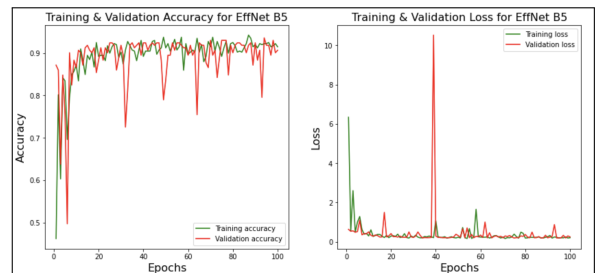 Training & Validation Accuracy for EffNet B5
Accuracy
0.9
0.8
0.7
0.6
0.5
Training accuracy
Validation accuracy
0
20
40
60
80
100
Epochs
Training & Validation Loss for EffNet B5
Loss
10
8
6
4
2
0
Training loss
Validation loss
0
20
40
60
80
100
Epochs